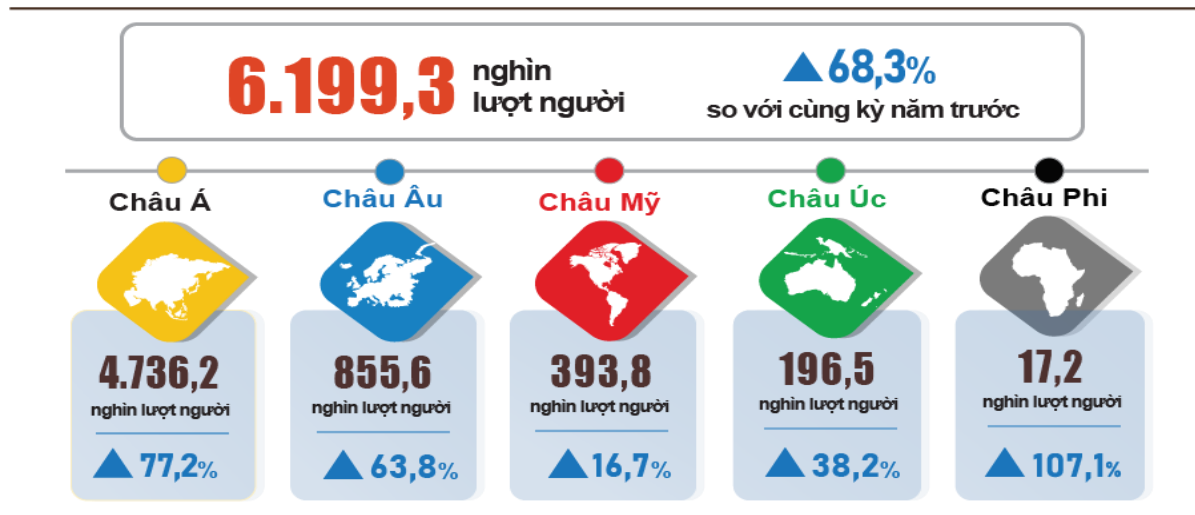 6.199,3 nghìn lượt người
▲68,3%
so với cùng kỳ năm trước
Châu Á
Châu Âu
Châu Mỹ
Châu Úc
Châu Phi
4.736,2
nghìn lượt người
▲ 77,2%
855,6
nghìn lượt người
▲ 63,8%
393,8
nghìn lượt người
▲ 16,7%
196,5
nghìn lượt người
▲ 38,2%
17,2
nghìn lượt người
▲ 107,1%